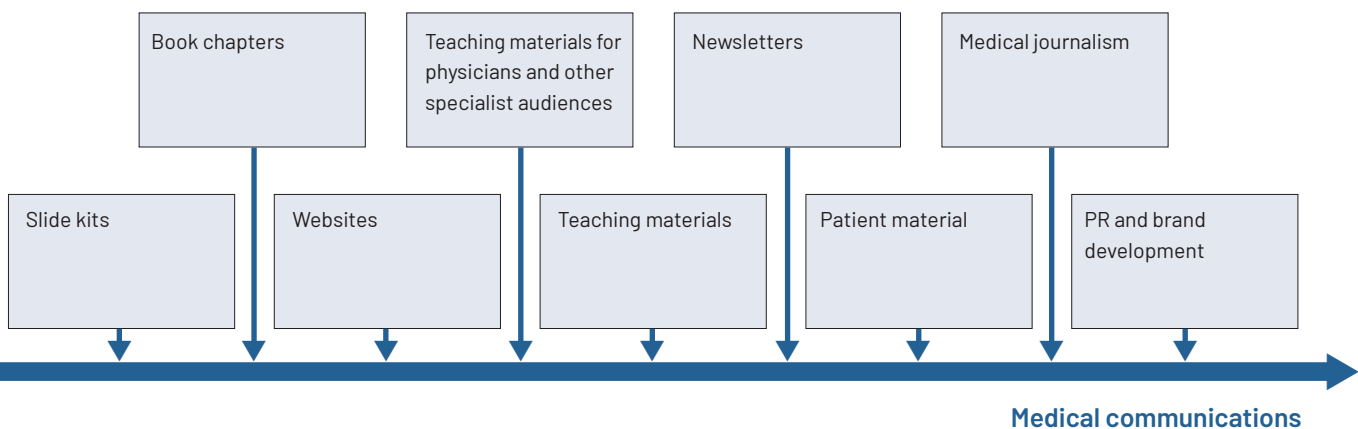 Book chapters
Teaching materials for
physicians and other
specialist audiences
Newsletters
Medical journalism
Slide kits
Websites
Teaching materials
Patient material
PR and brand
development
Medical communications